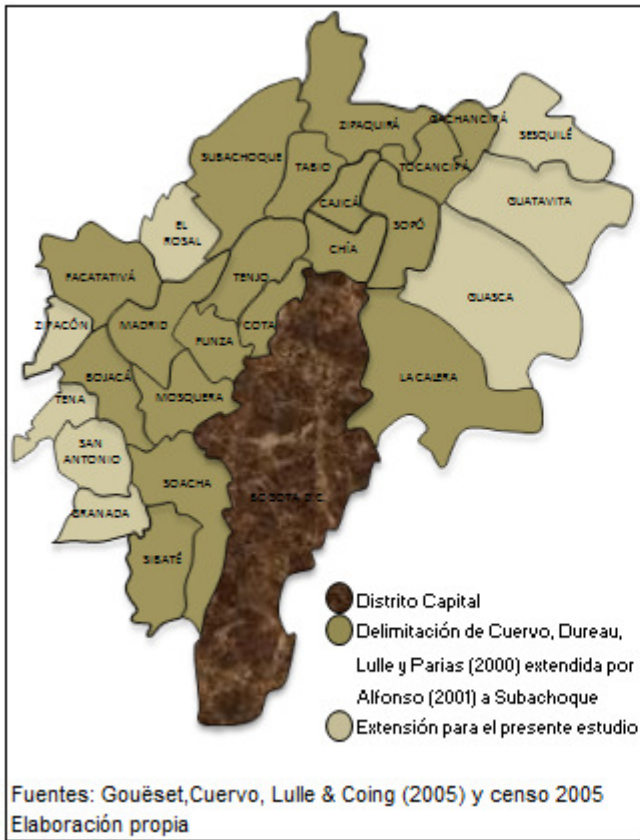 GACHANCIPÁ
ZIPAQUIRÁ
SESQUILÉ
SUBACHOQUE
TABIO
TOCANCIPÁ
CAJICÁ
GUATAVITA
EL
ROSAL
SOPÓ
CHÍA
FACATATIVÁ
TENJO
GUASCA
ZIPACÓN
MADRID
FUNZA
COTA
BOJACÁ
LA CALERA
MOSQUERA
TENA
SAN
ANTONIO
SOACHA
BOGOTA D.C.
GRANADA
SIBATÉ
Distrito Capital
Delimitación de Cuervo, Dureau,
Lulle y Parias (2000) extendida por
Alfonso (2001) a Subachoque
Extensión para el presente estudio
Fuentes: Gouëset,Cuervo, Lulle & Coing (2005) y censo 2005
Elaboración propia